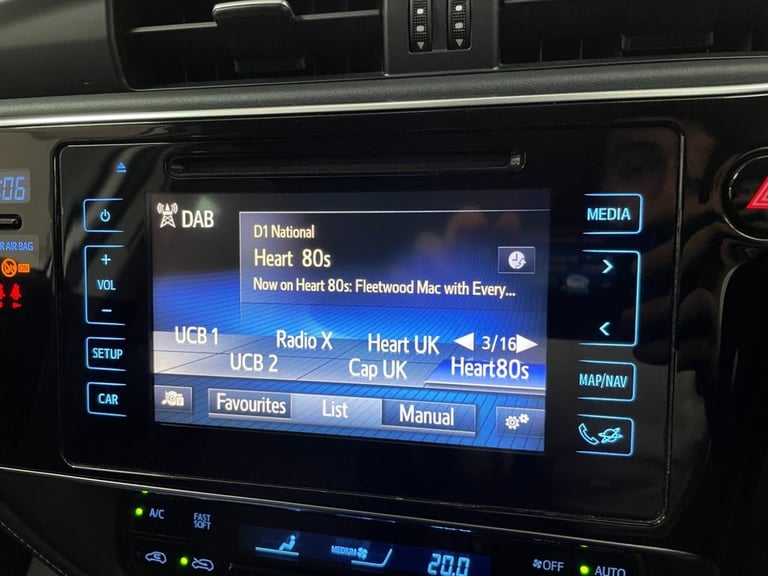 :06
R AIR BAG
ON
VOL
SETUP
CAR
DAB
D1 National
Heart 80s
Now on Heart 80s: Fleetwood Mac with Every...
UCB 1 Radio X Heart UK 3/16
UCB 2 Cap UK Heart80s
Favourites List Manual
MEDIA
MAP/NAV
A/C FAST
SOFT
MEDIUM
20.0
OFF
AUTO